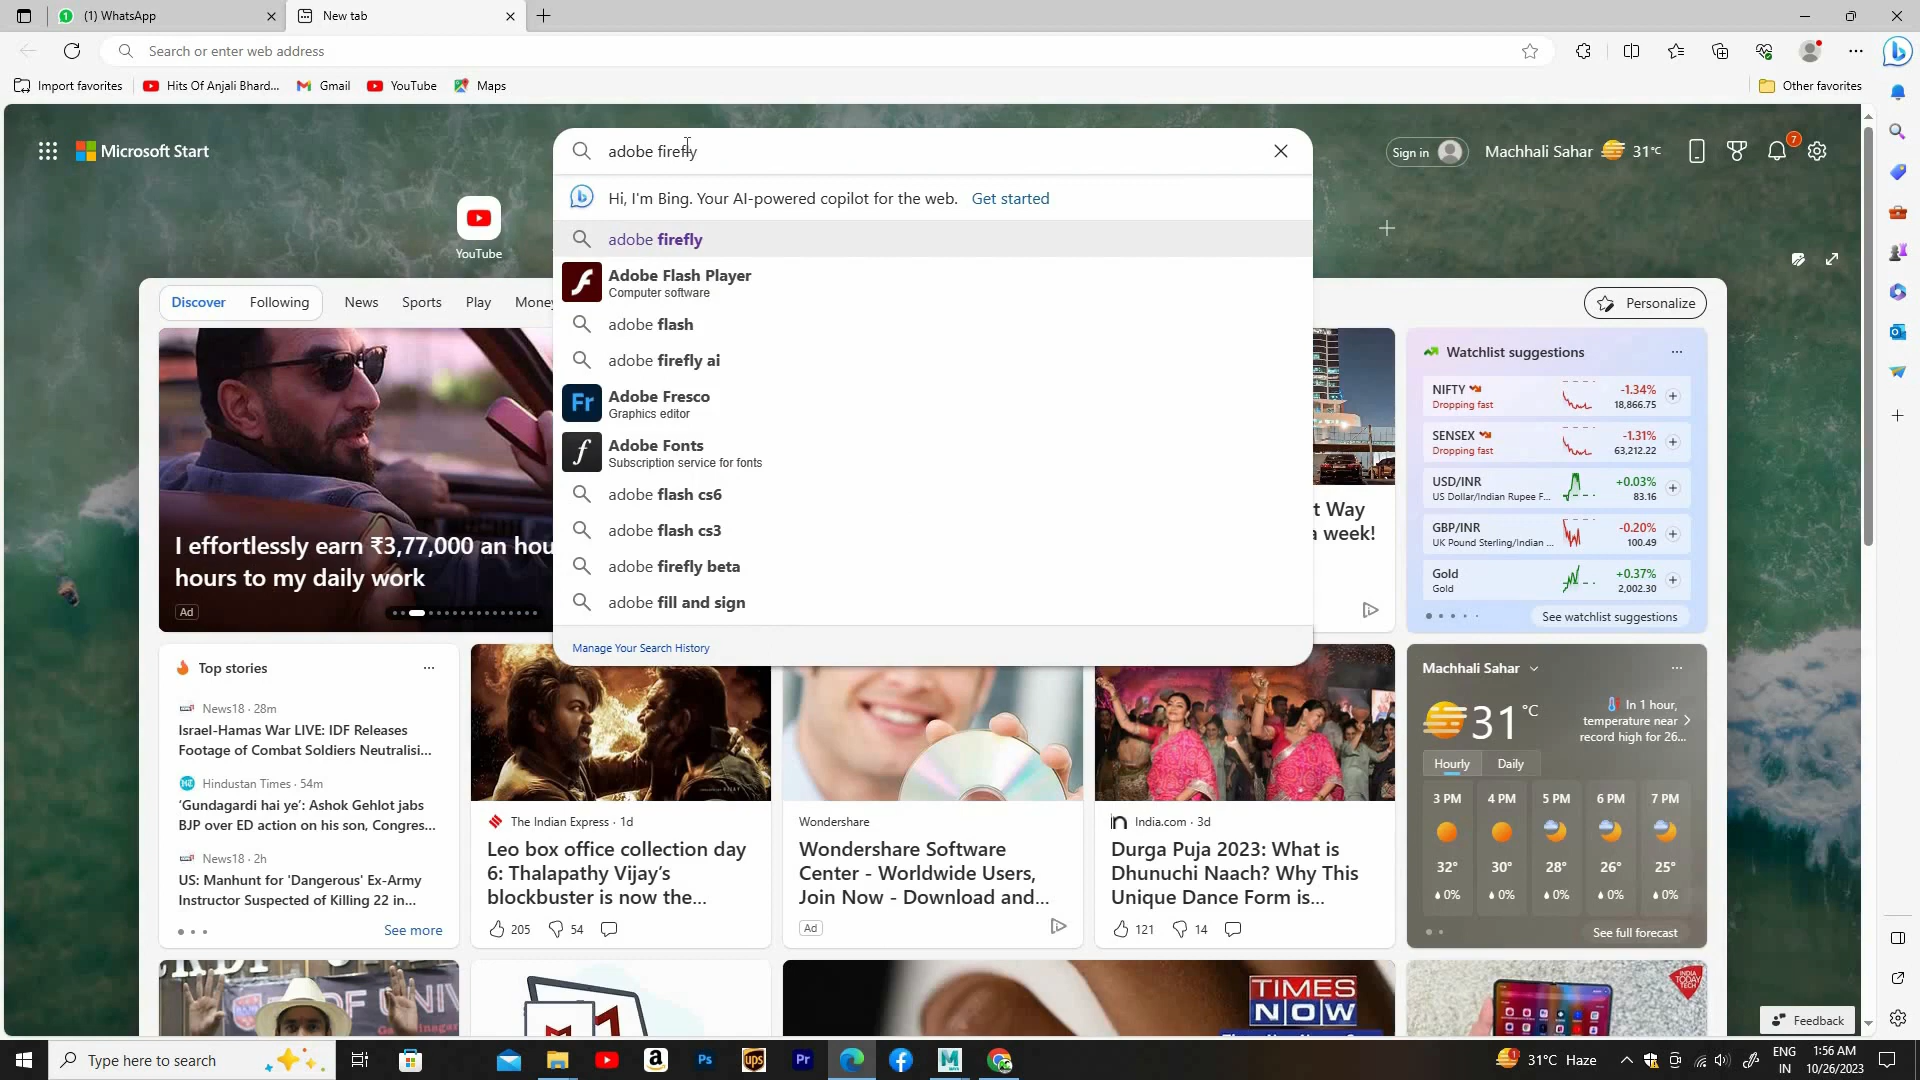 (1) WhatsApp
New tab
Search or enter web address
Import favorites
Hits Of Anjali Bhard...
Gmail
YouTube
Maps
Other favorites
Microsoft Start
adobe firefly
Sign in
Machhali Sahar
31°C
7
Hi, I'm Bing. Your AI-powered copilot for the web. Get started
adobe firefly
Adobe Flash Player
Computer software
adobe flash
adobe firefly ai
Adobe Fresco
Graphics editor
Adobe Fonts
Subscription service for fonts
adobe flash cs6
adobe flash cs3
adobe firefly beta
adobe fill and sign
Manage Your Search History
YouTube
Discover
Following
News
Sports
Play
Money
Personalize
I effortlessly earn ₹3,77,000 an hou
hours to my daily work
Ad
t Way
a week!
Watchlist suggestions
NIFTY
-1.34%
Dropping fast
18,866.75
SENSEX
-1.31%
Dropping fast
63,212.22
USD/INR
+0.03%
US Dollar/Indian Rupee F...
83.16
GBP/INR
-0.20%
UK Pound Sterling/Indian ...
100.49
Gold
+0.37%
Gold
2,002.30
See watchlist suggestions
Top stories
News18 · 28m
Israel-Hamas War LIVE: IDF Releases
Footage of Combat Soldiers Neutralisi...
Hindustan Times · 54m
‘Gundagardi hai ye’: Ashok Gehlot jabs
BJP over ED action on his son, Congres...
News18 · 2h
US: Manhunt for 'Dangerous' Ex-Army
Instructor Suspected of Killing 22 in...
See more
The Indian Express · 1d
Leo box office collection day
6: Thalapathy Vijay’s
blockbuster is now the...
205
54
Wondershare
Wondershare Software
Center - Worldwide Users,
Join Now - Download and...
Ad
India.com · 3d
Durga Puja 2023: What is
Dhunuchi Naach? Why This
Unique Dance Form is...
121
14
Machhali Sahar
31°C
In 1 hour,
temperature near
record high for 26...
Hourly
Daily
3 PM
4 PM
5 PM
6 PM
7 PM
32°
30°
28°
26°
25°
0%
0%
0%
0%
0%
See full forecast
TIMES
NOW
INDIA
TODAY
TECH
Feedback
Type here to search
Ps
ups
Pr
31°C Haze
ENG
IN
1:56 AM
10/26/2023